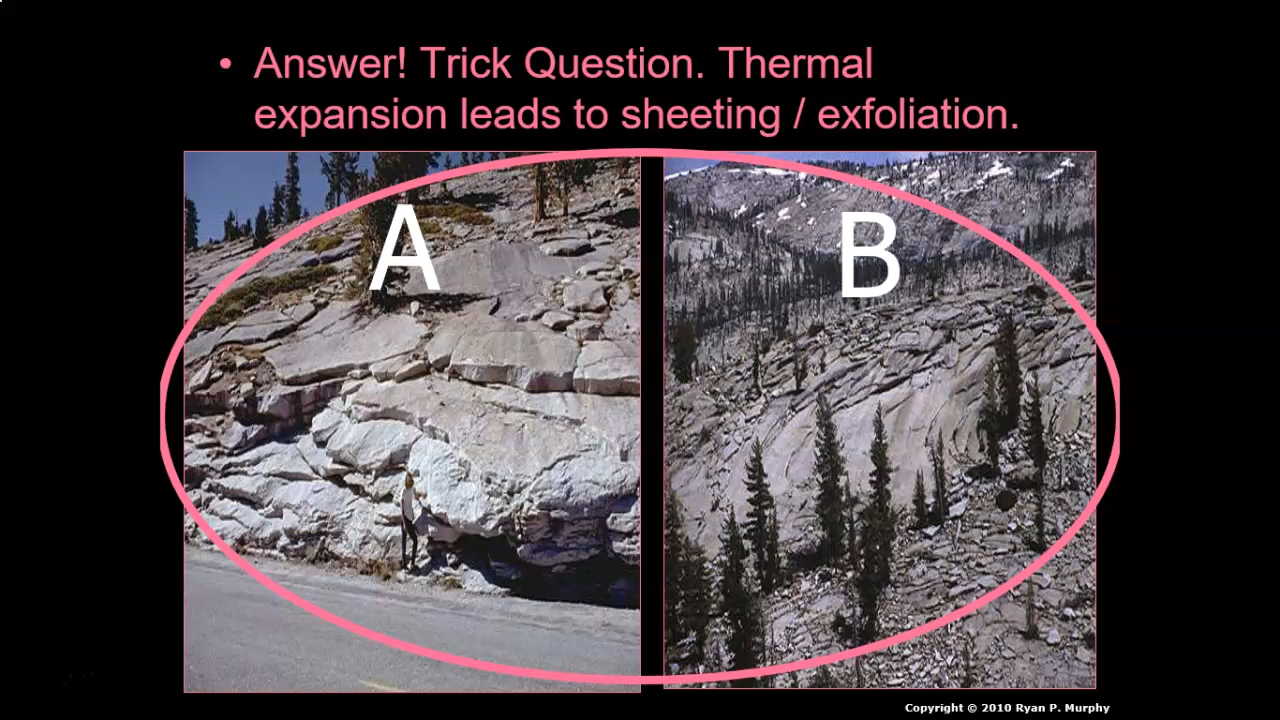 • Answer! Trick Question. Thermal
expansion leads to sheeting / exfoliation.
A
B
Copyright © 2010 Ryan P. Murphy